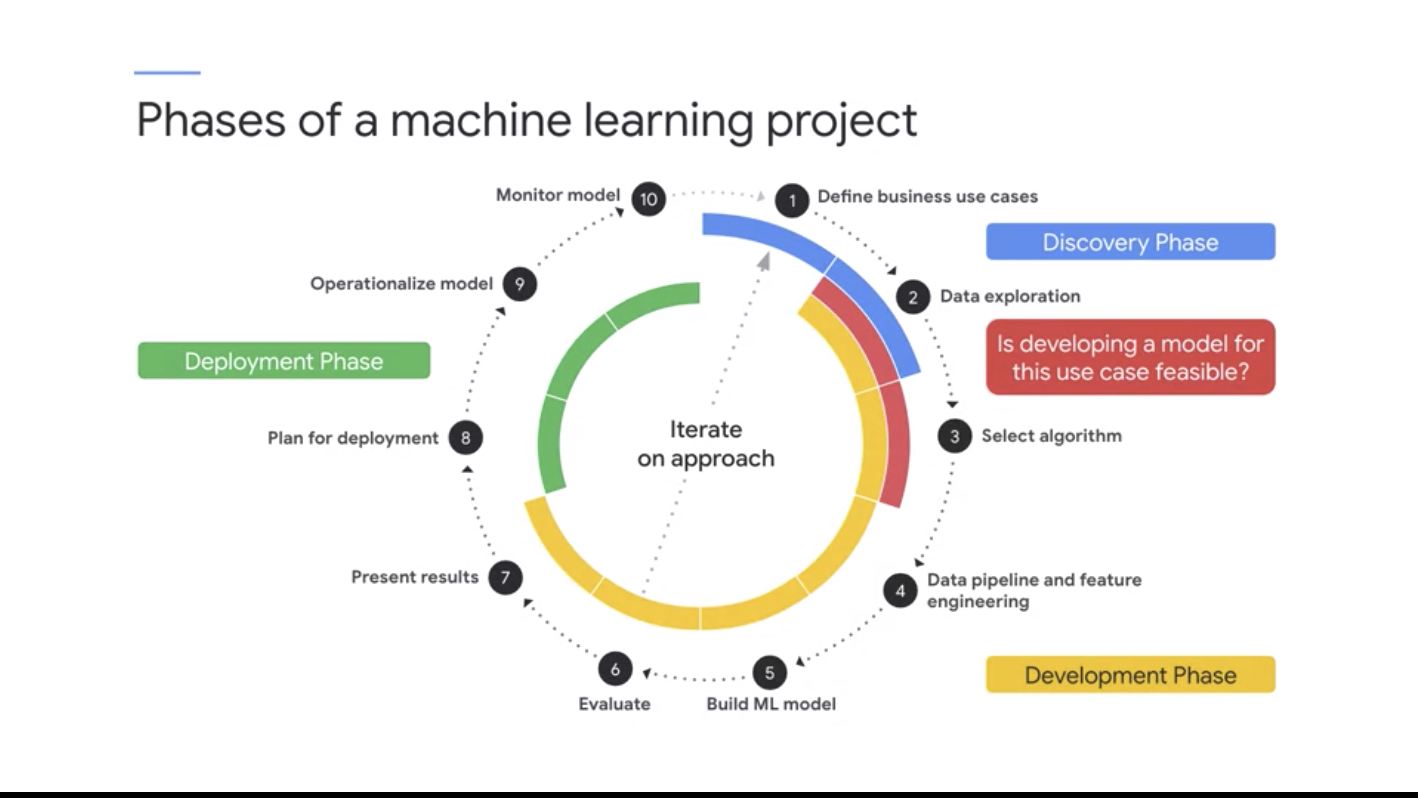 Phases of a machine learning project
Monitor model
10
1
Define business use cases
Discovery Phase
Operationalize model
9
2
Data exploration
Is developing a model for
this use case feasible?
Deployment Phase
Iterate
on approach
Plan for deployment
8
3
Select algorithm
Present results
7
4
Data pipeline and feature
engineering
6
5
Development Phase
Evaluate
Build ML model